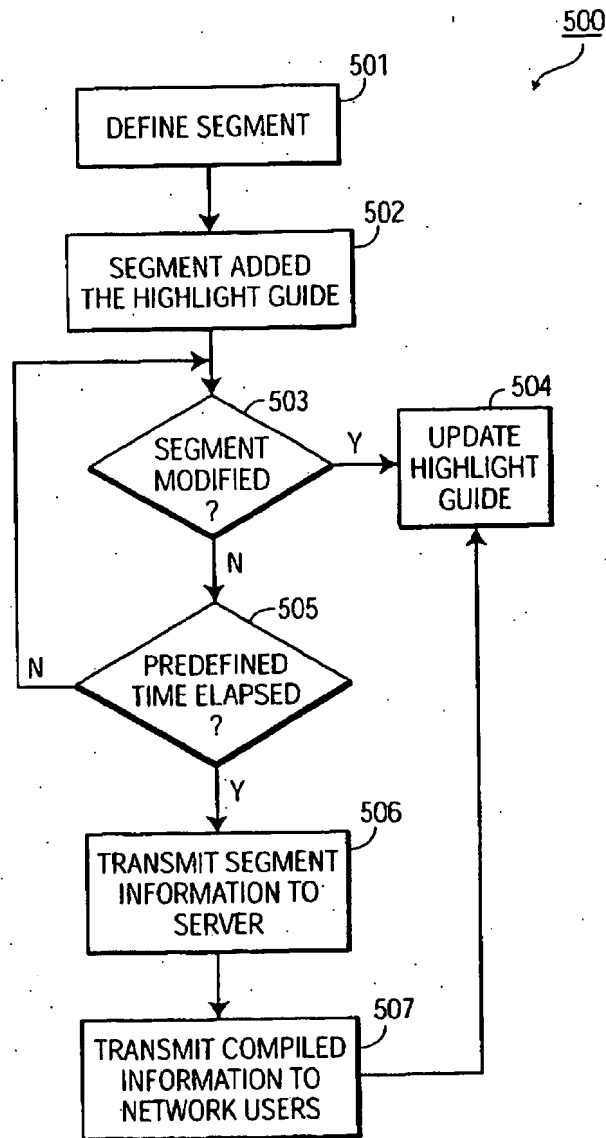 500
501
DEFINE SEGMENT
502
SEGMENT ADDED
THE HIGHLIGHT GUIDE
503
SEGMENT
MODIFIED
?
Y
504
UPDATE
HIGHLIGHT
GUIDE
N
505
PREDEFINED
TIME ELAPSED
?
N
Y
506
TRANSMIT SEGMENT
INFORMATION TO
SERVER
507
TRANSMIT COMPILED
INFORMATION TO
NETWORK USERS